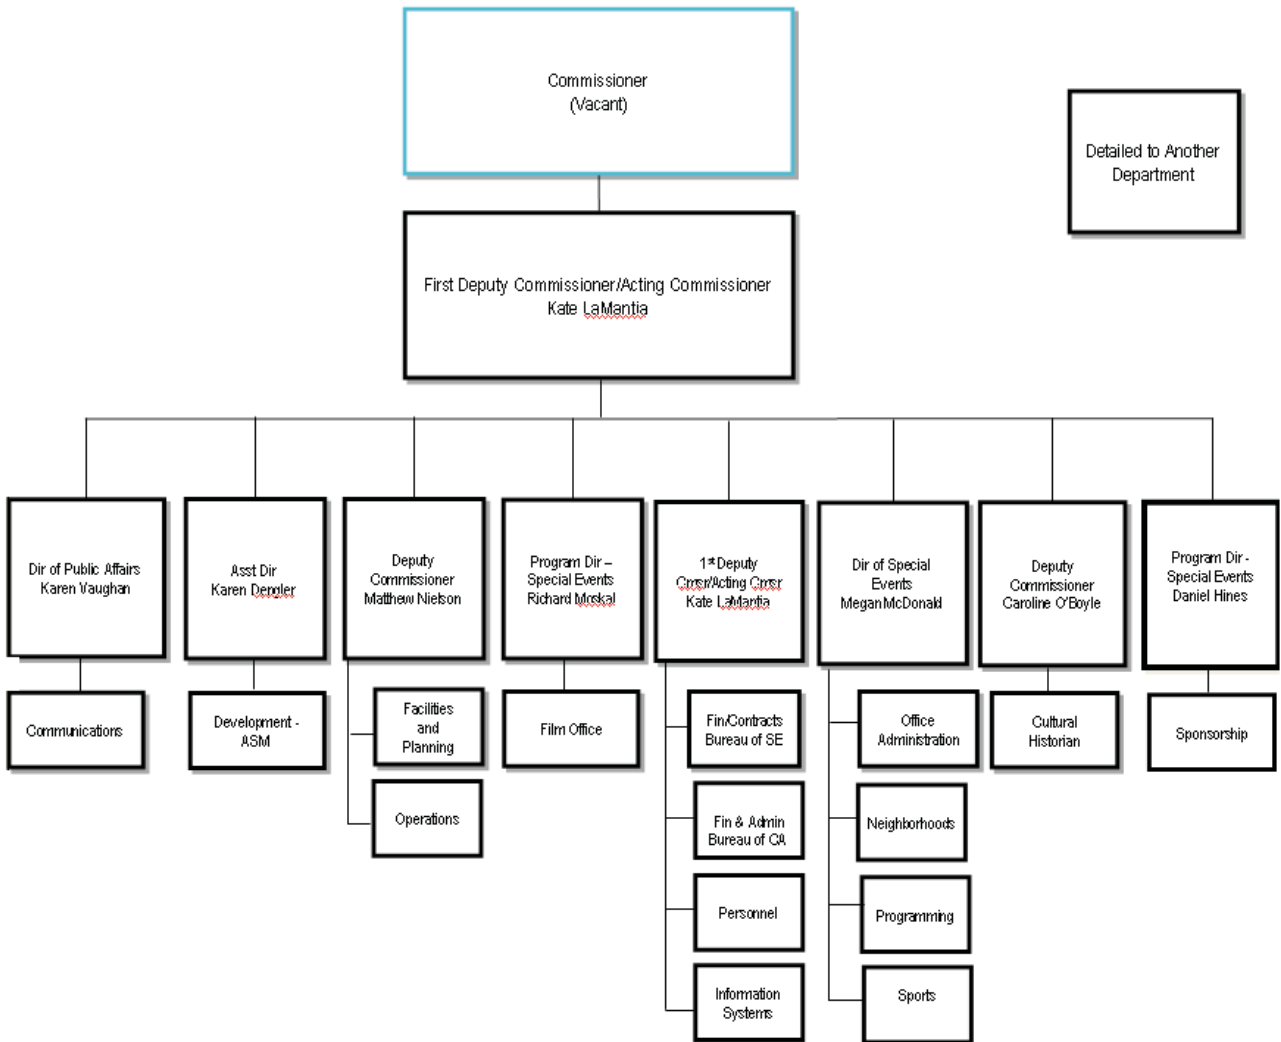 Commissioner
(Vacant)
Detailed to Another
Department
First Deputy Commissioner/Acting Commissioner
Kate LaMantia
Dir of Public Affairs
Karen Vaughan
Asst Dir
Karen Dengler
Deputy
Commissioner
Matthew Nielson
Program Dir –
Special Events
Richard Moskal
1st Deputy
Cmsr/Acting Cmsr
Kate LaMantia
Dir of Special
Events
Megan McDonald
Deputy
Commissioner
Caroline O'Boyle
Program Dir -
Special Events
Daniel Hines
Communications
Development -
ASM
Facilities
and
Planning
Operations
Film Office
Fin/Contracts
Bureau of SE
Fin & Admin
Bureau of CA
Personnel
Information
Systems
Office
Administration
Neighborhoods
Programming
Sports
Cultural
Historian
Sponsorship